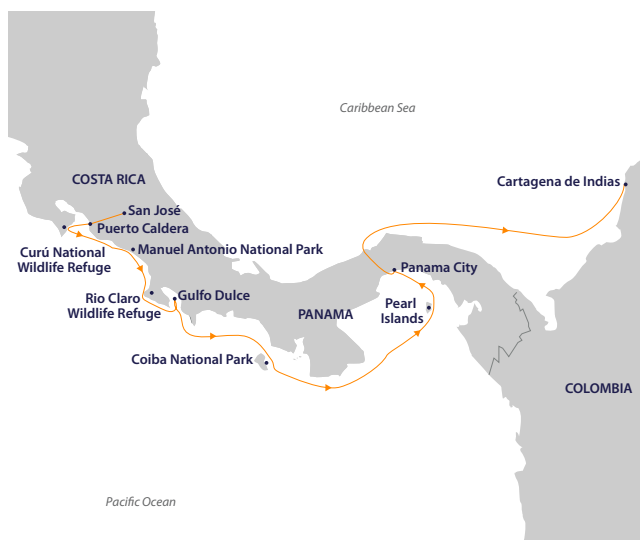 Caribbean Sea
COSTA RICA
Cartagena de Indias
San José
Puerto Caldera
Curú National
Wildlife Refuge
Manuel Antonio National Park
Panama City
Rio Claro
Wildlife Refuge
Gulfo Dulce
Pearl
Islands
PANAMA
Coiba National Park
COLOMBIA
Pacific Ocean